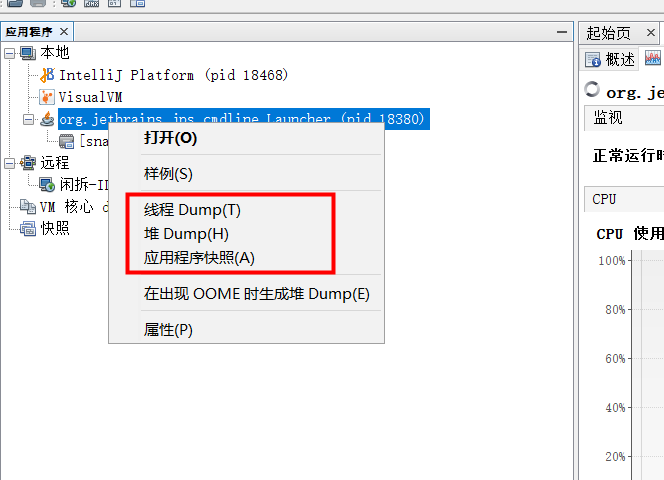 应用程序 ×
本地
IntelliJ Platform (pid 18468)
VisualVM
org.jetbrains.jps.cmdline.Launcher (pid 18380)
[sna
远程
闲拆-I
VM 核心 d
快照
打开(O)
样例(S)
线程 Dump(T)
堆 Dump(H)
应用程序快照(A)
在出现 OOME 时生成堆 Dump(E)
属性(P)
起始页 ×
概述
org.je
监视
正常运行时
CPU
CPU 使用
100%
80%
60%
40%
20%